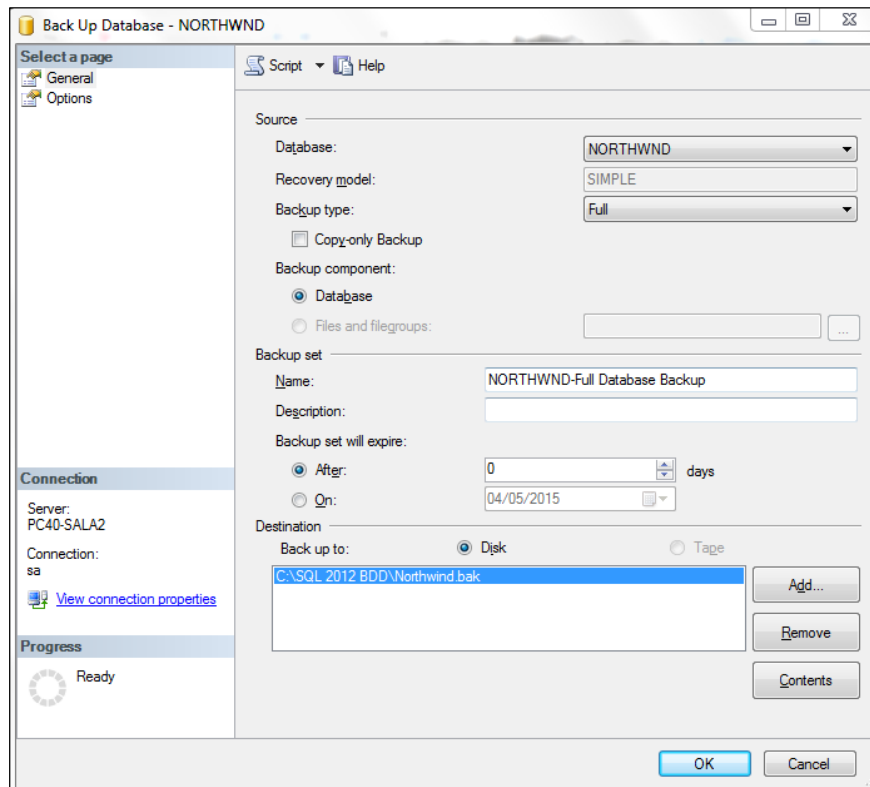 Back Up Database - NORTHWND
Select a page
General
Options
Script Help
Source
Database: NORTHWND
Recovery model: SIMPLE
Backup type: Full
Copy-only Backup
Backup component:
Database
Files and filegroups: ...
Backup set
Name: NORTHWND-Full Database Backup
Description:
Backup set will expire:
After: 0 days
On: 04/05/2015
Destination
Back up to: Disk Tape
C:\SQL 2012 BDD\Northwind.bak
Add...
Remove
Contents
Connection
Server:
PC40-SALA2
Connection:
sa
View connection properties
Progress
Ready
OK Cancel